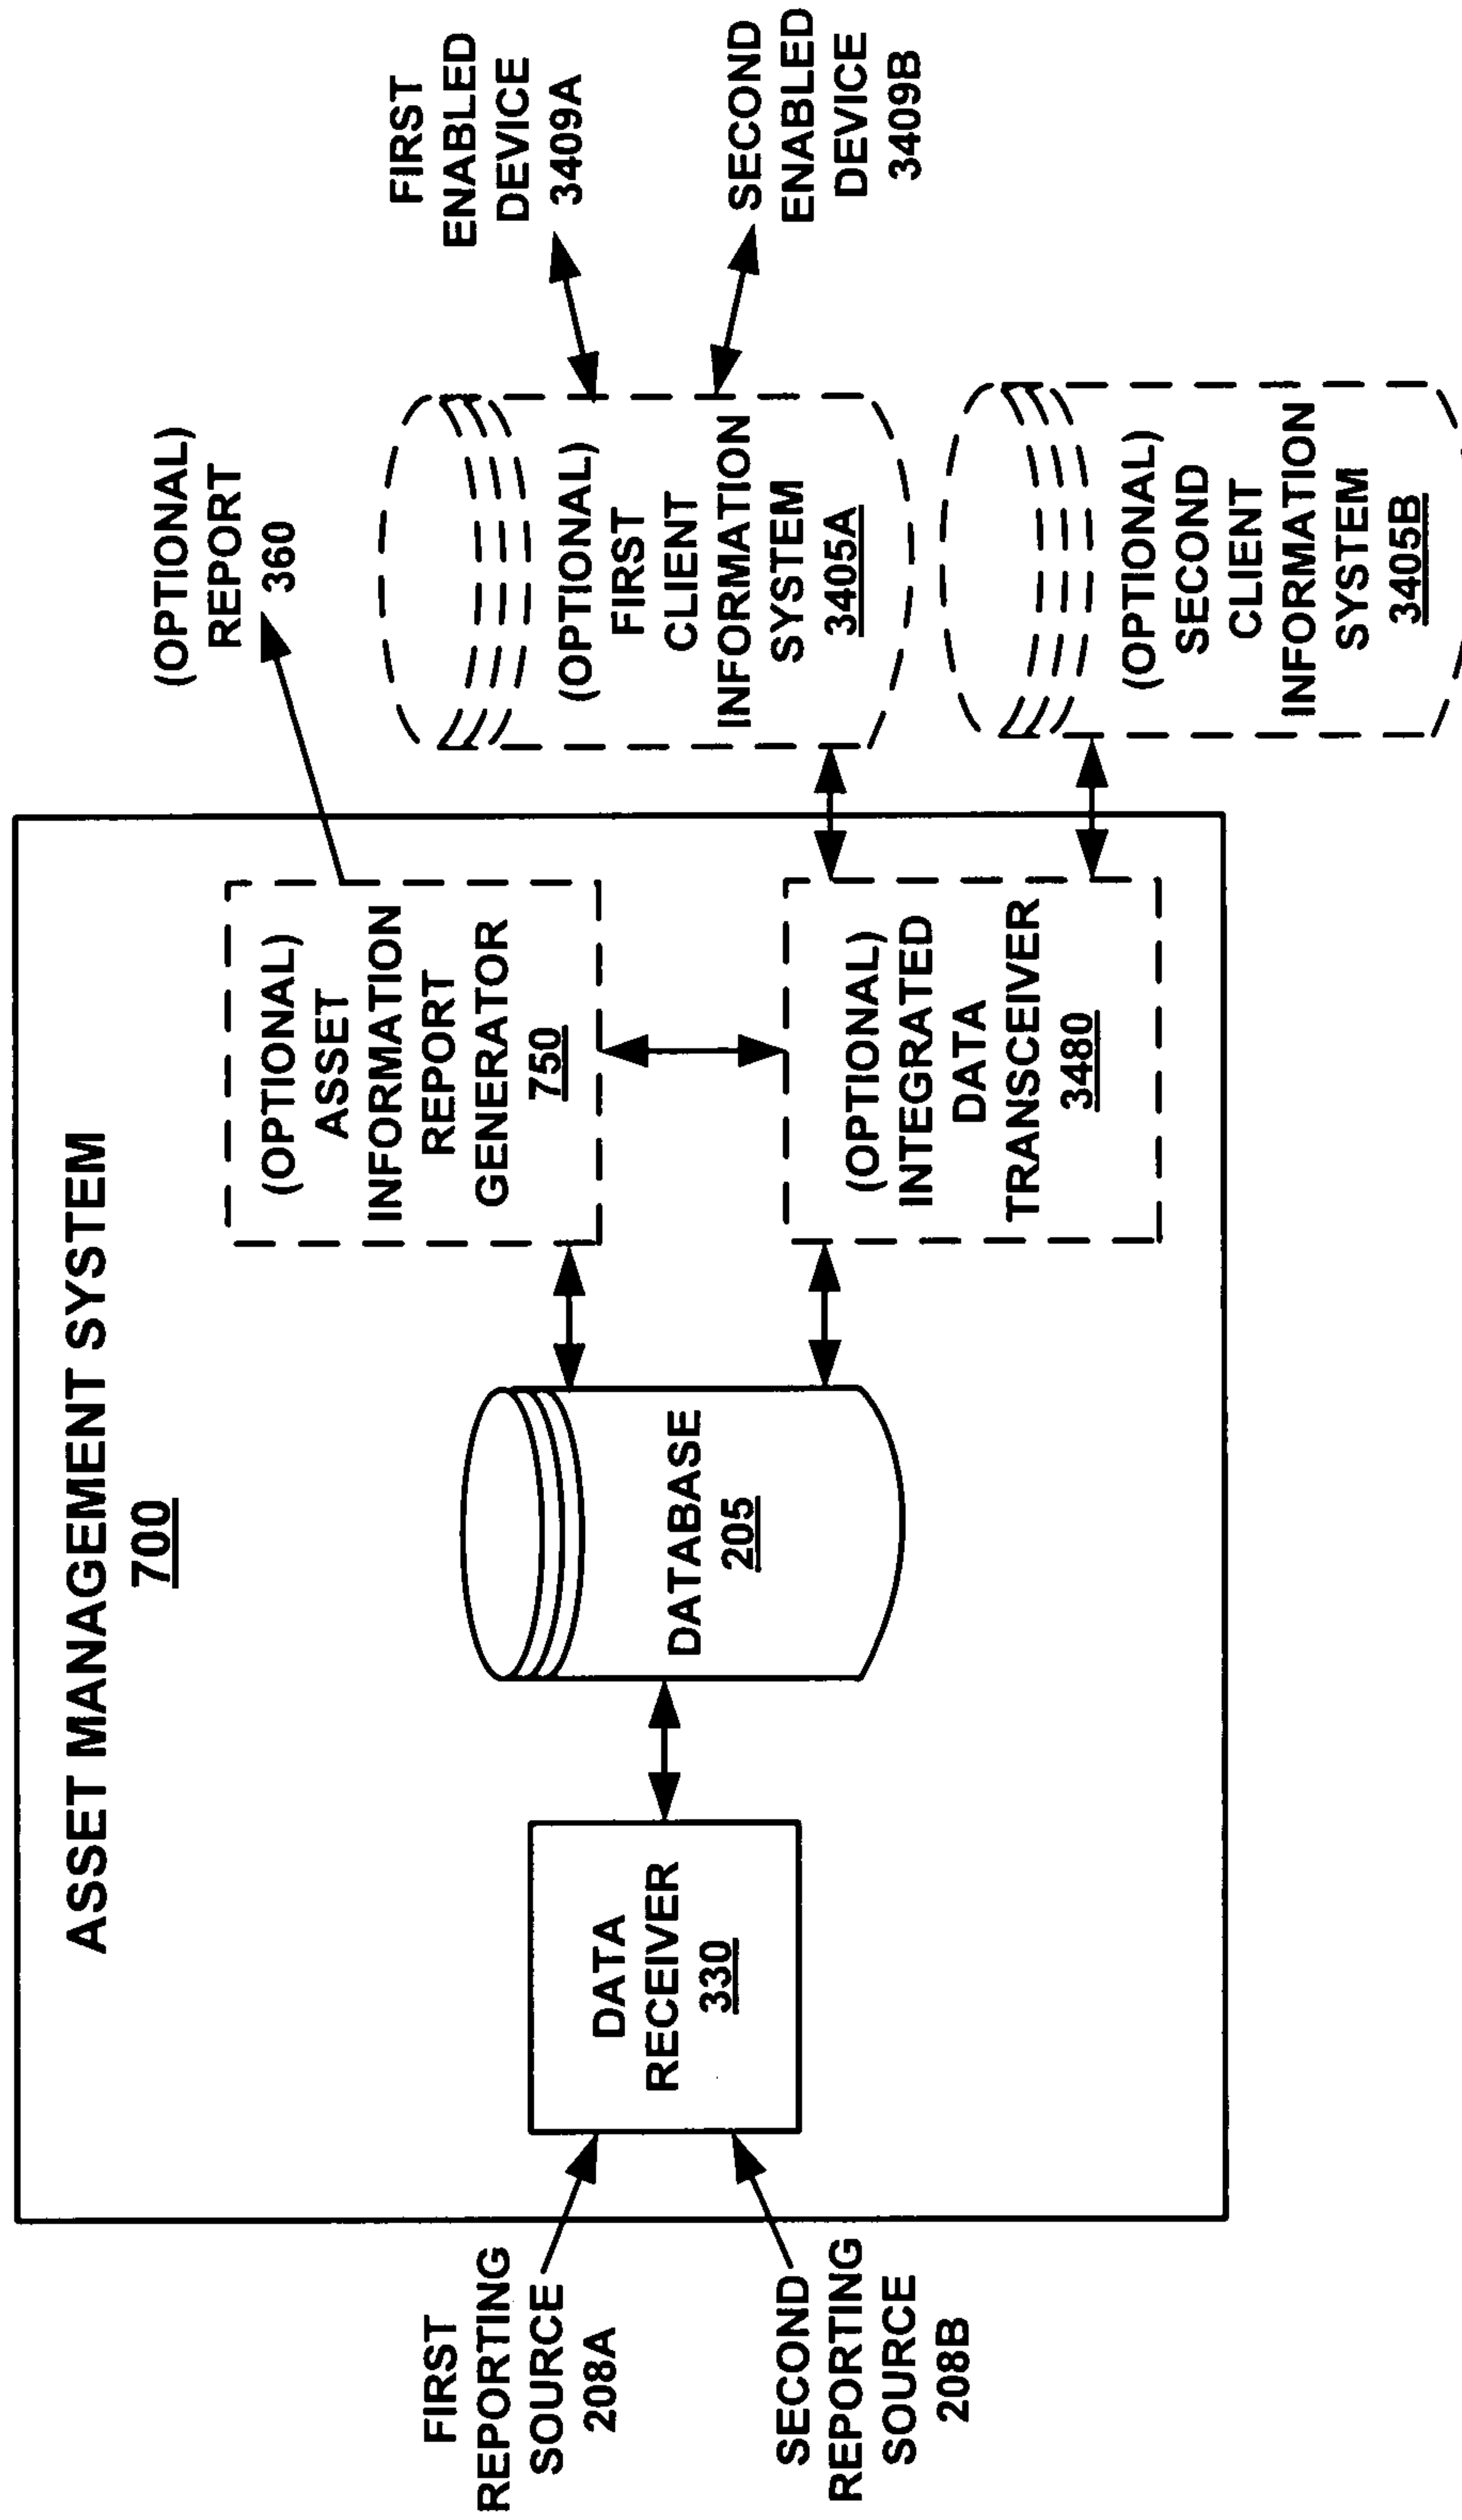 ASSET MANAGEMENT SYSTEM
700
FIRST
REPORTING
SOURCE
208A
SECOND
REPORTING
SOURCE
208B
DATA
RECEIVER
330
DATABASE
205
(OPTIONAL)
ASSET
INFORMATION
REPORT
GENERATOR
750
(OPTIONAL)
INTEGRATED
DATA
TRANSCEIVER
3480
(OPTIONAL)
REPORT
360
(OPTIONAL)
FIRST
CLIENT
INFORMATION
SYSTEM
3405A
(OPTIONAL)
SECOND
CLIENT
INFORMATION
SYSTEM
3405B
FIRST
ENABLED
DEVICE
3409A
SECOND
ENABLED
DEVICE
3409B